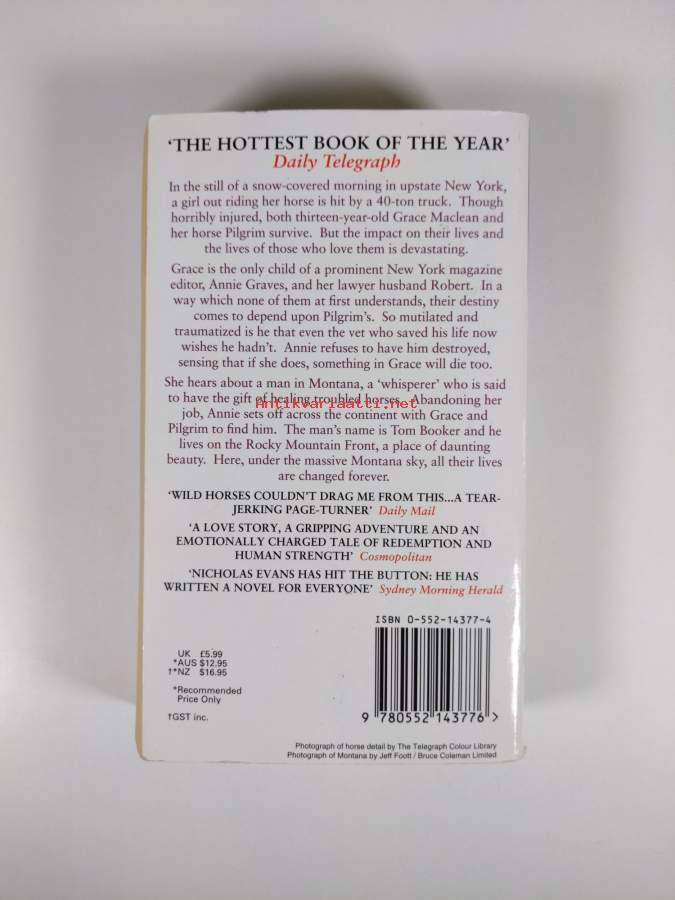 'THE HOTTEST BOOK OF THE YEAR'
Daily Telegraph
In the still of a snow-covered morning in upstate New York,
a girl out riding her horse is hit by a 40-ton truck. Though
horribly injured, both thirteen-year-old Grace Maclean and
her horse Pilgrim survive. But the impact on their lives and
the lives of those who love them is devastating.
Grace is the only child of a prominent New York magazine
editor, Annie Graves, and her lawyer husband Robert. In a
way which none of them at first understands, their destiny
comes to depend upon Pilgrim's. So mutilated and
traumatized is he that even the vet who saved his life now
wishes he hadn't. Annie refuses to have him destroyed,
sensing that if she does, something in Grace will die too.
She hears about a man in Montana, a 'whisperer' who is said
to have the gift of healing troubled horses. Abandoning her
Antikvariaatti.net
job, Annie sets off across the continent with Grace and
Pilgrim to find him. The man's name is Tom Booker and he
lives on the Rocky Mountain Front, a place of daunting
beauty. Here, under the massive Montana sky, all their lives
are changed forever.
'WILD HORSES COULDN'T DRAG ME FROM THIS...A TEAR-
JERKING PAGE-TURNER' Daily Mail
'A LOVE STORY, A GRIPPING ADVENTURE AND AN
EMOTIONALLY CHARGED TALE OF REDEMPTION AND
HUMAN STRENGTH' Cosmopolitan
'NICHOLAS EVANS HAS HIT THE BUTTON: HE HAS
WRITTEN A NOVEL FOR EVERYONE' Sydney Morning Herald
ISBN 0-552-14377-4
UK £5.99
*AUS $12.95
†*NZ $16.95
*Recommended
Price Only
†GST inc.
9 780552 143776 >
Photograph of horse detail by The Telegraph Colour Library
Photograph of Montana by Jeff Foott / Bruce Coleman Limited